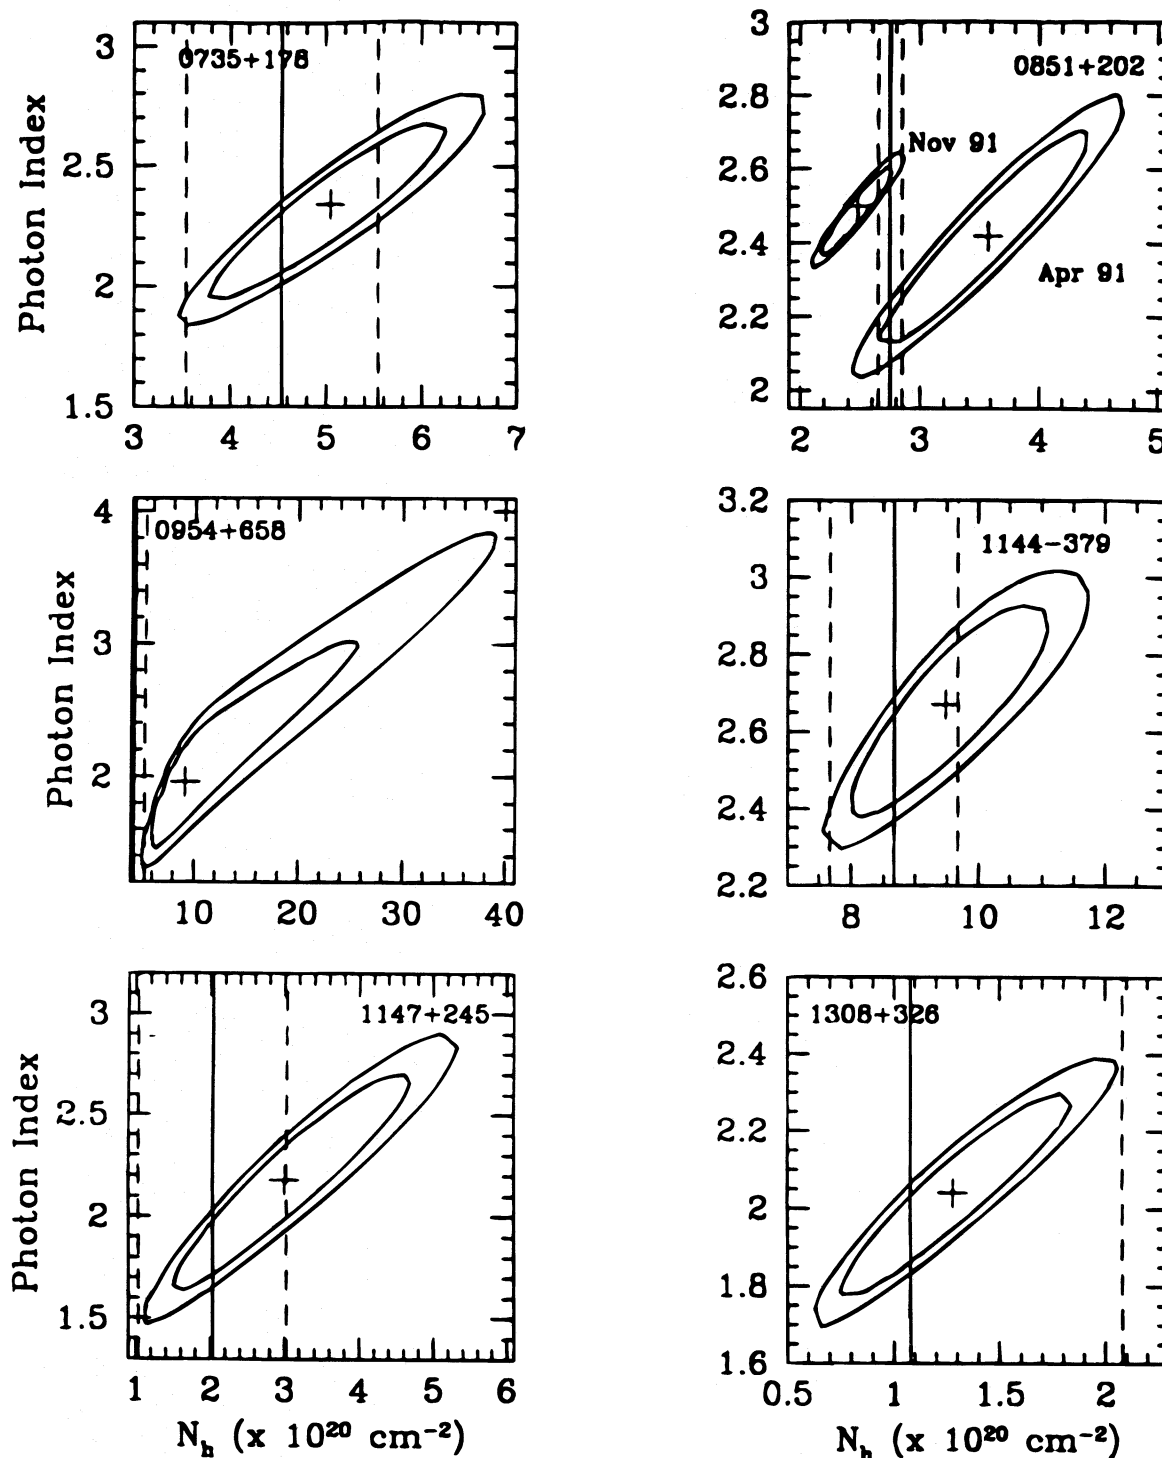 0735+178
Photon Index
3
2.5
2
1.5
3 4 5 6 7
0851+202
Nov 91
Apr 91
3
2.8
2.6
2.4
2.2
2
2 3 4 5
0954+658
Photon Index
4
3
2
10 20 30 40
1144-379
3.2
3
2.8
2.6
2.4
2.2
8 10 12
1147+245
Photon Index
3
2.5
2
1.5
1 2 3 4 5 6
N_h (x 10²⁰ cm⁻²)
1308+326
2.6
2.4
2.2
2
1.8
1.6
0.5 1 1.5 2
N_h (x 10²⁰ cm⁻²)